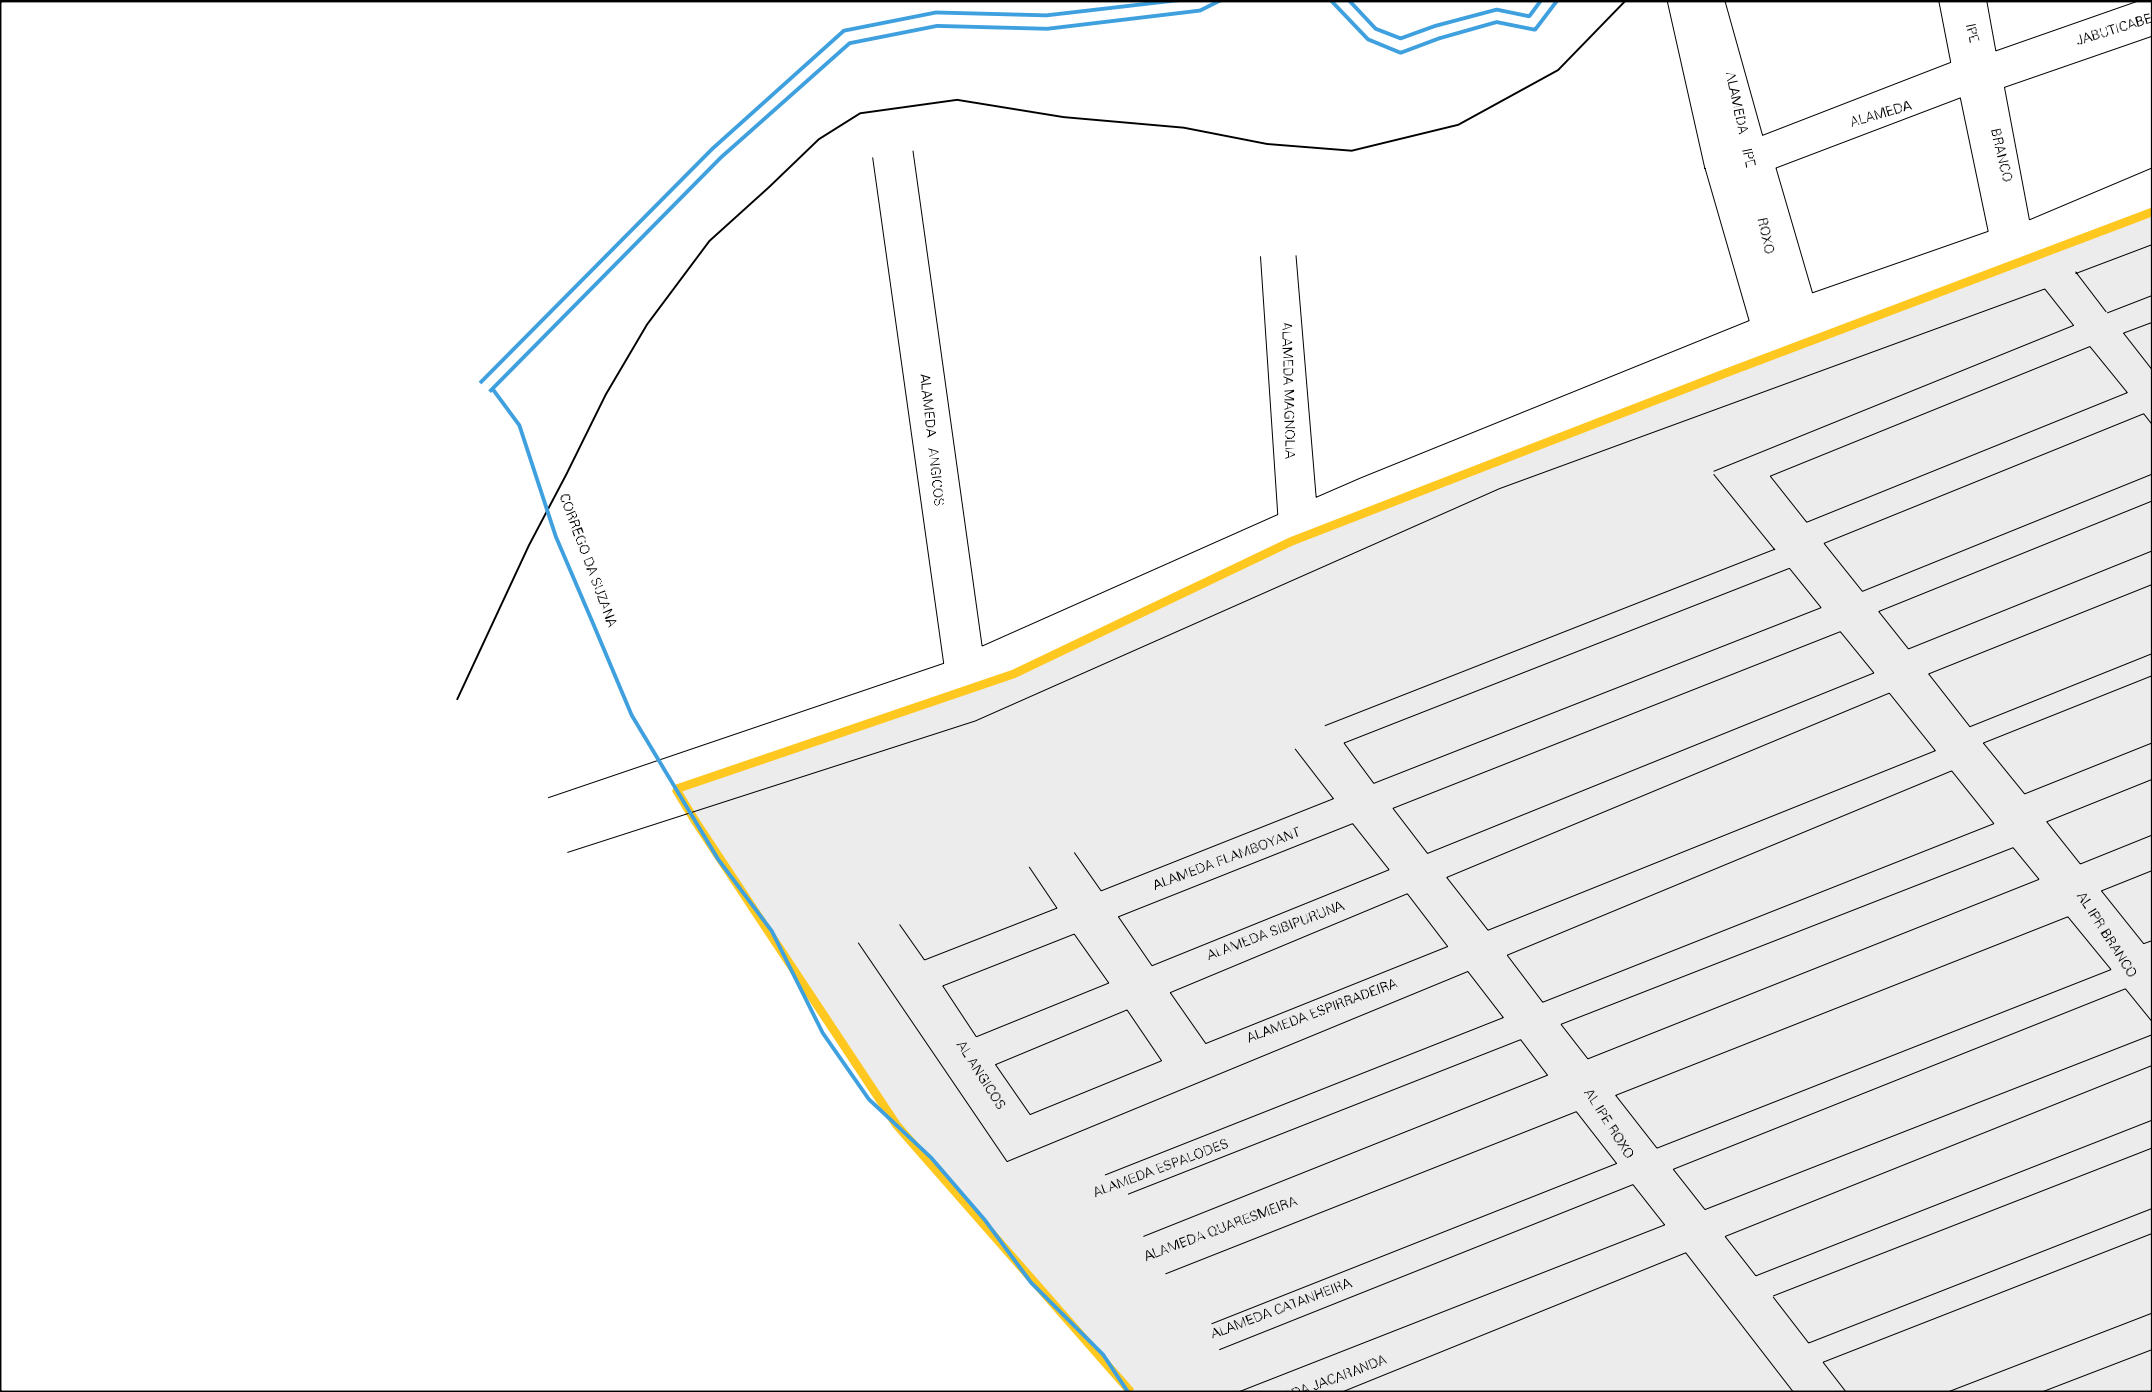 IPE
JABUTICABE
ALAMEDA IPE ROXO
ALAMEDA
BRANCO
ALAMEDA MAGNOLIA
ALAMEDA ANGICOS
CORREGO DA SUZANA
ALAMEDA FLAMBOYANT
ALAMEDA SIBIPURUNA
ALAMEDA ESPIRRADEIRA
AL IPR BRANCO
AL ANGICOS
AL IPE ROXO
ALAMEDA ESPALODES
ALAMEDA QUARESMEIRA
ALAMEDA CATANHEIRA
DA JACARANDA